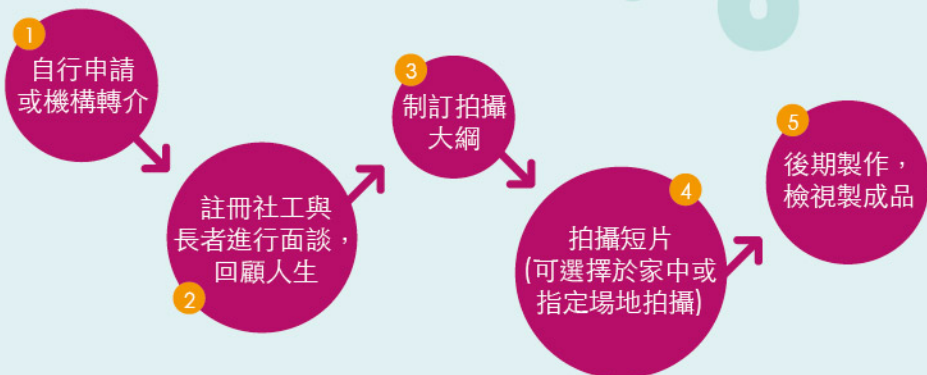 1
自行申請
或機構轉介
2
註冊社工與
長者進行面談，
回顧人生
3
制訂拍攝
大綱
4
拍攝短片
(可選擇於家中或
指定場地拍攝)
5
後期製作，
檢視製成品